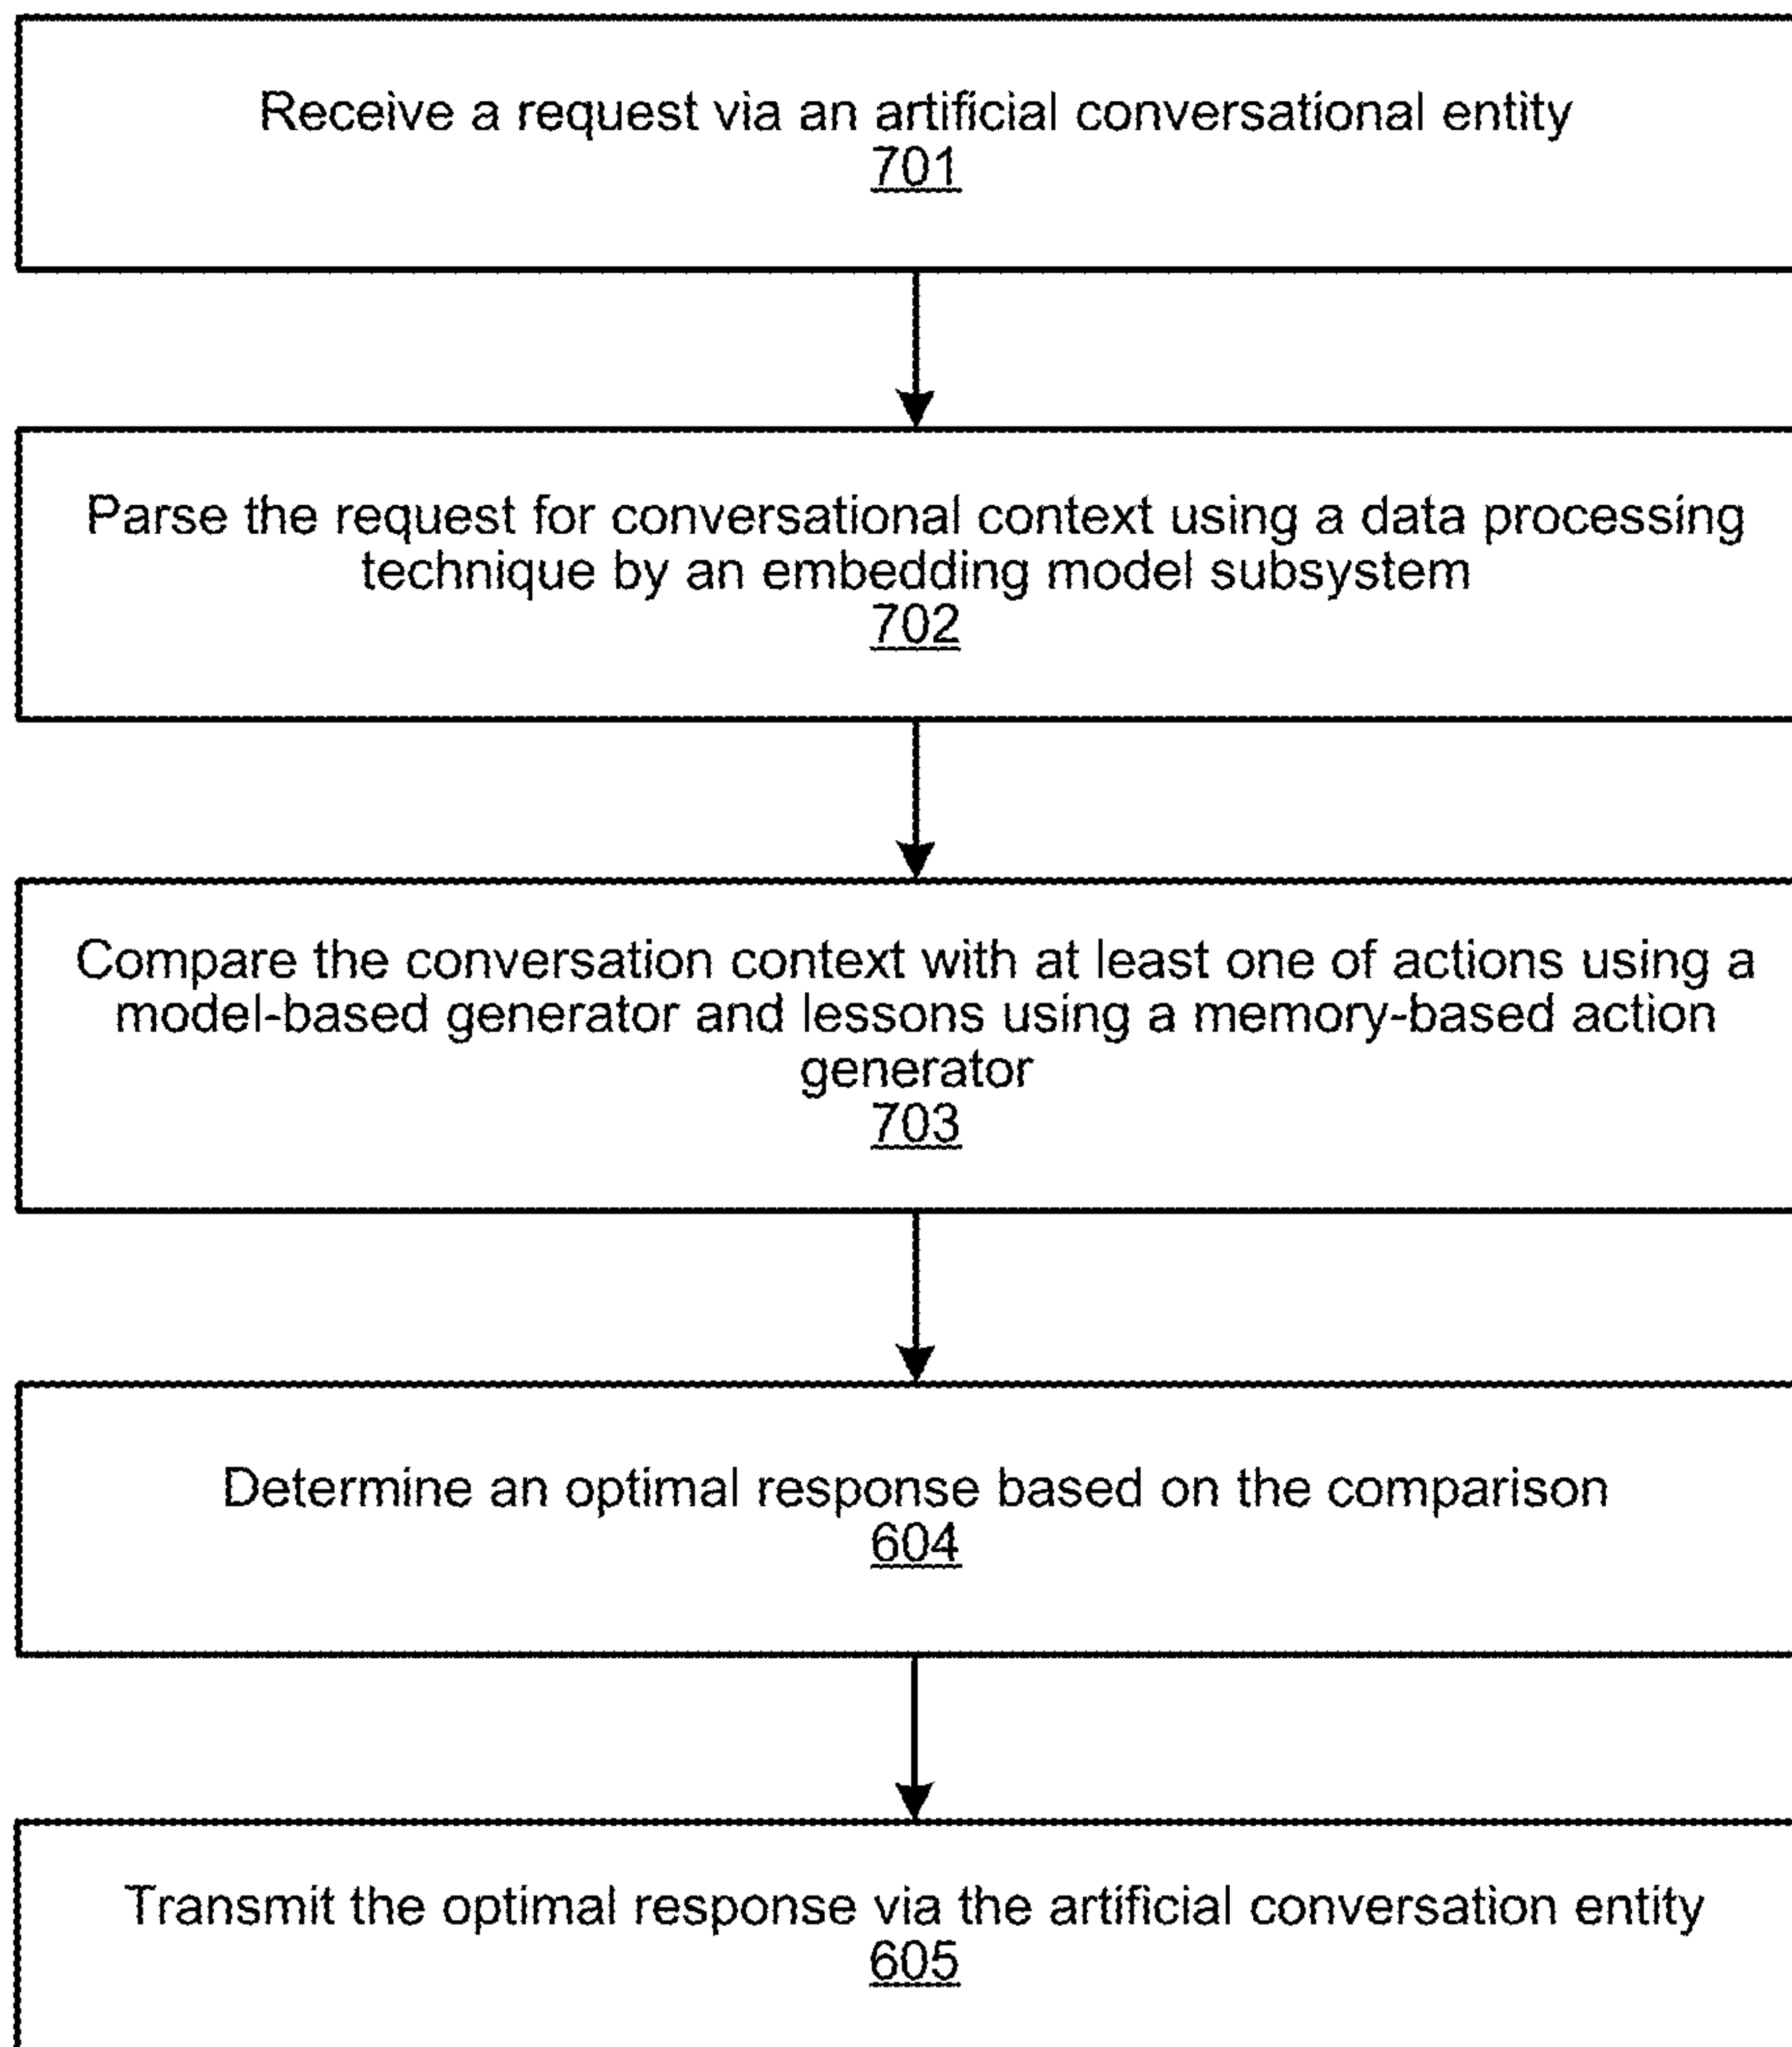 Receive a request via an artificial conversational entity
701
Parse the request for conversational context using a data processing
technique by an embedding model subsystem
702
Compare the conversation context with at least one of actions using a
model-based generator and lessons using a memory-based action
generator
703
Determine an optimal response based on the comparison
604
Transmit the optimal response via the artificial conversation entity
605